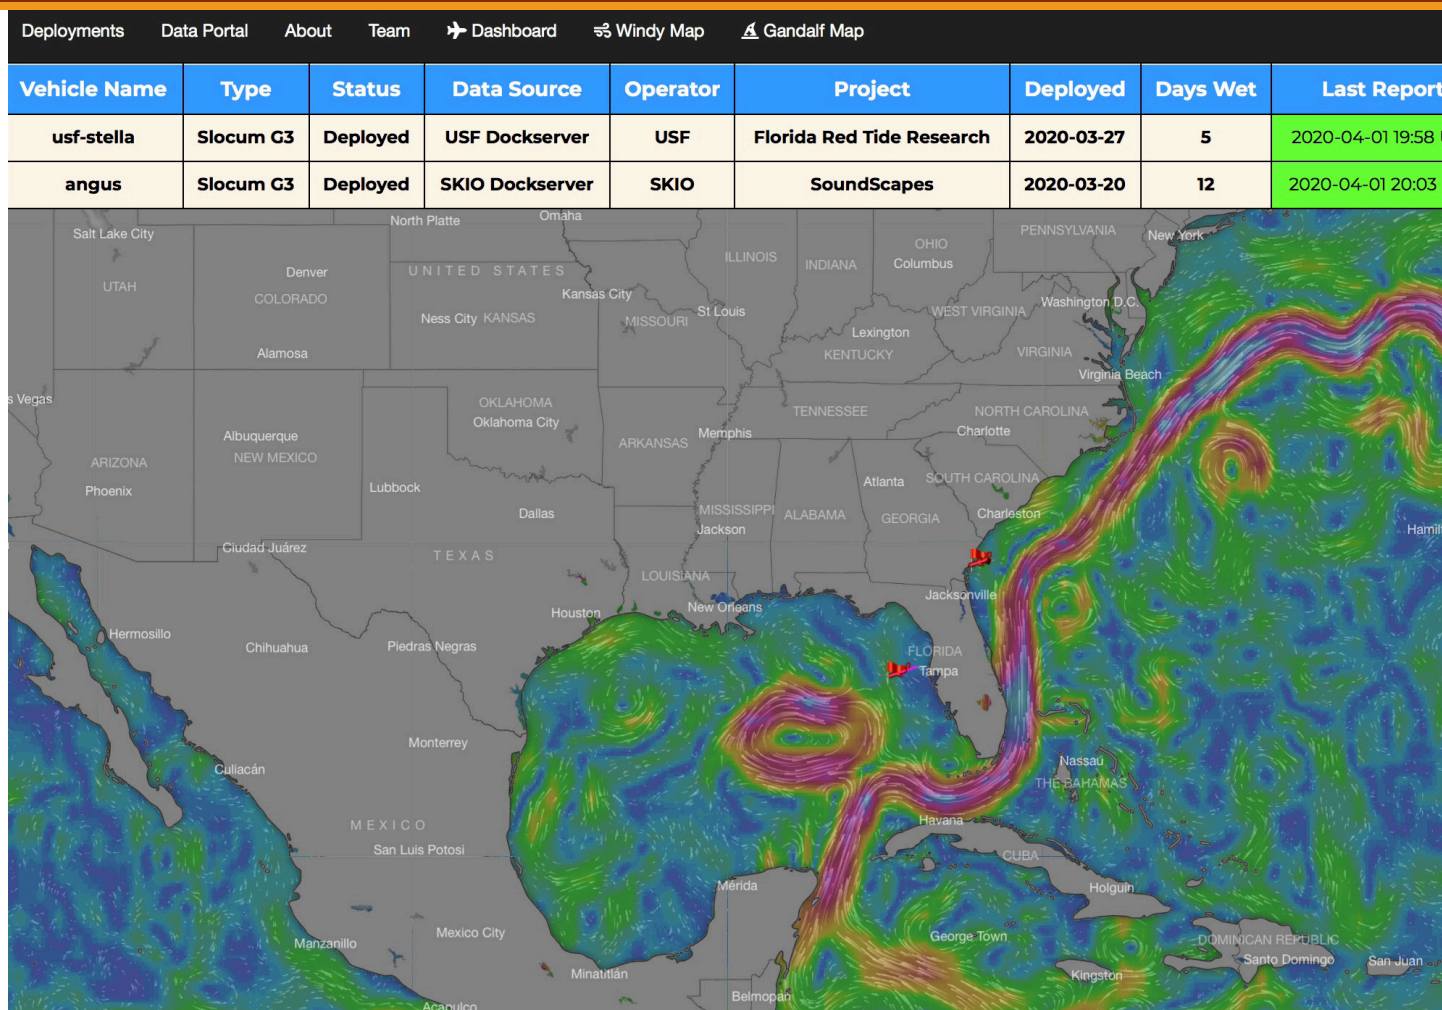 Deployments Data Portal About Team Dashboard Windy Map Gandalf Map
Vehicle Name Type Status Data Source Operator Project Deployed Days Wet Last Report
usf-stella Slocum G3 Deployed USF Dockserver USF Florida Red Tide Research 2020-03-27 5 2020-04-01 19:58
angus Slocum G3 Deployed SKIO Dockserver SKIO SoundScapes 2020-03-20 12 2020-04-01 20:03
North Platte Omaha
Salt Lake City PENNSYLVANIA New York
OHIO
ILLINOIS INDIANA Columbus
Denver UNITED STATES
UTAH COLORADO Kansas City Washington D.C.
Ness City KANSAS MISSOURI St Louis WEST VIRGINIA
Lexington
Alamosa KENTUCKY VIRGINIA
Virginia Beach
s Vegas OKLAHOMA TENNESSEE NORTH CAROLINA
Oklahoma City
Albuquerque ARKANSAS Memphis Charlotte
ARIZONA NEW MEXICO
Phoenix Lubbock Atlanta SOUTH CAROLINA
Dallas MISSISSIPPI ALABAMA GEORGIA Charleston
Jackson Hamil
Ciudad Juárez TEXAS
LOUISIANA
Houston New Orleans Jacksonville
Hermosillo
Chihuahua Piedras Negras FLORIDA
Tampa
Monterrey
Culiacán Nassau
THE BAHAMAS
MEXICO Havana
San Luis Potosi CUBA
Mérida Holguín
Manzanillo Mexico City George Town DOMINICAN REPUBLIC
Santo Domingo San Juan
Minatitlán Kingston
Belmopan
Acapulco